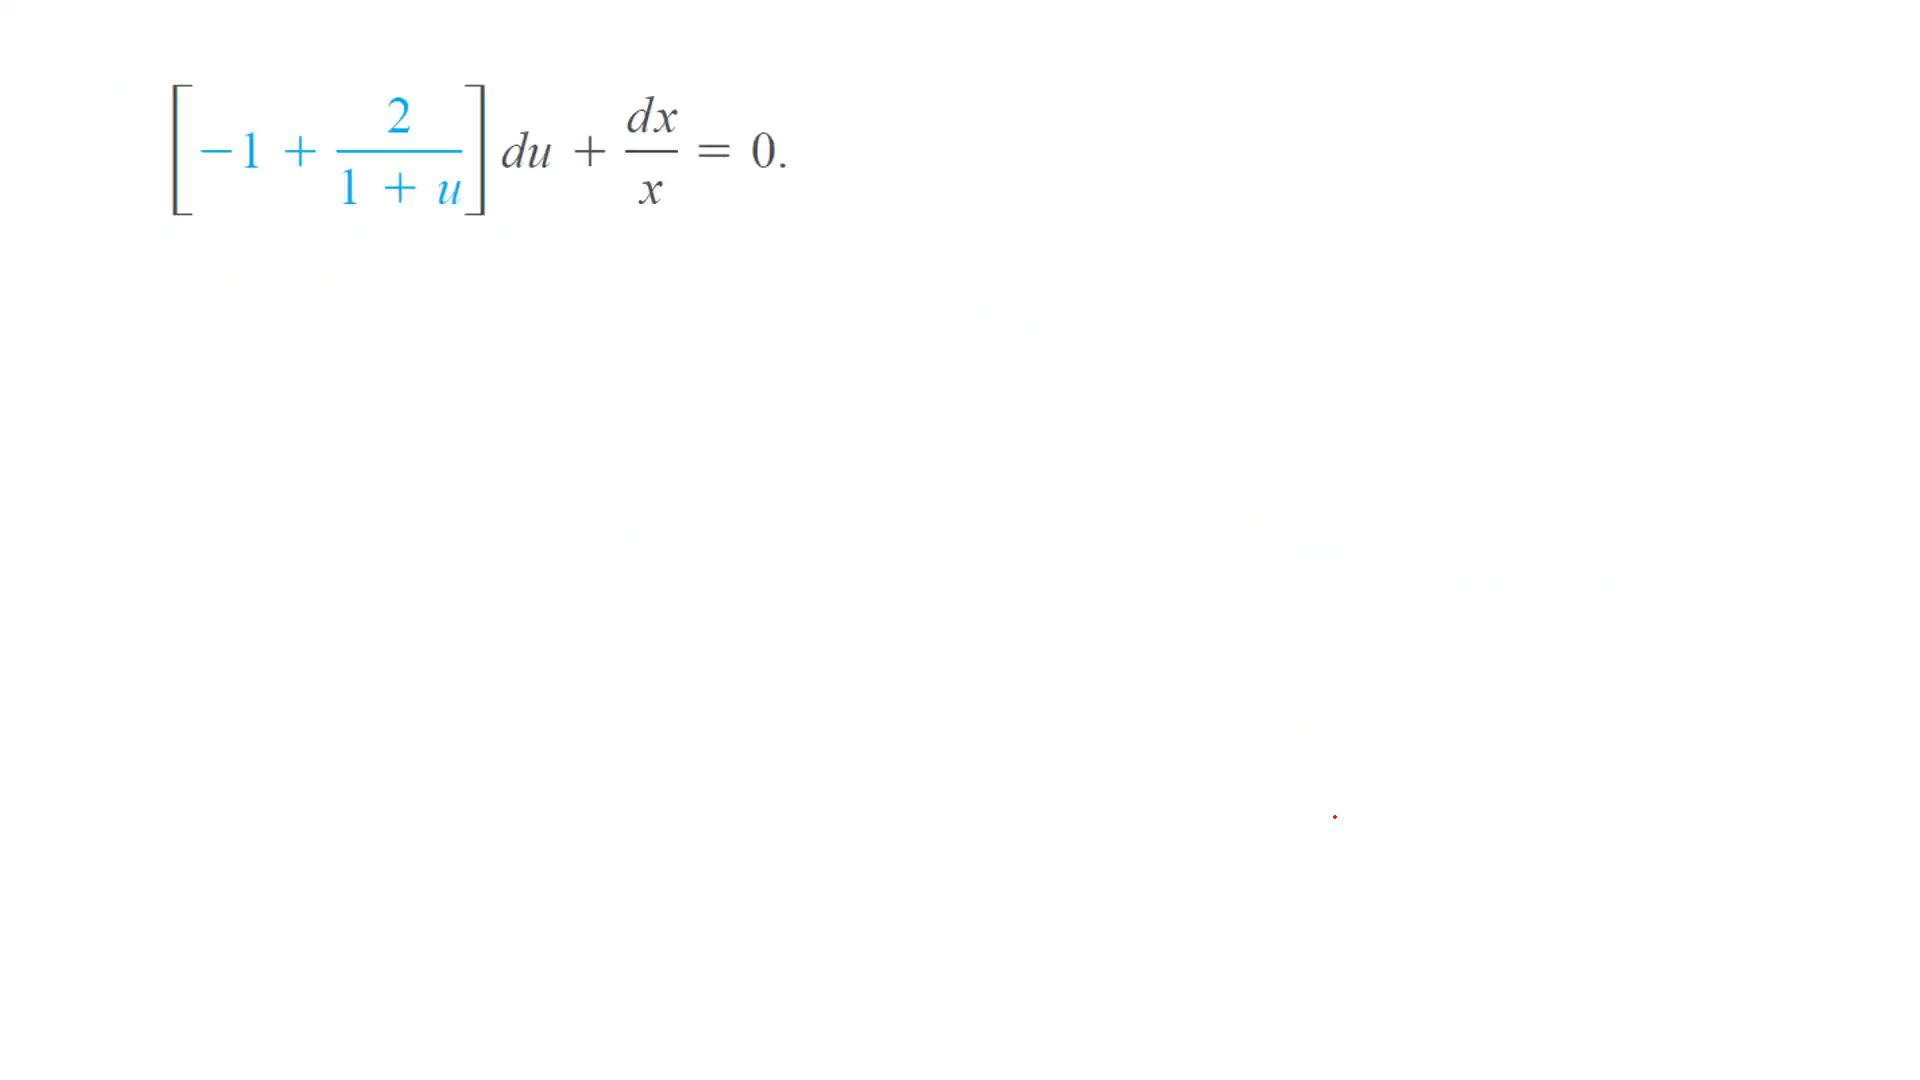 [−1 + 2/(1 + u)] du + dx/x = 0.